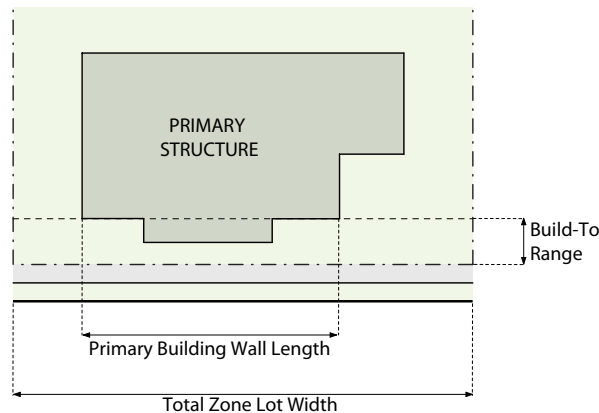 PRIMARY
STRUCTURE
Build-To
Range
Primary Building Wall Length
Total Zone Lot Width